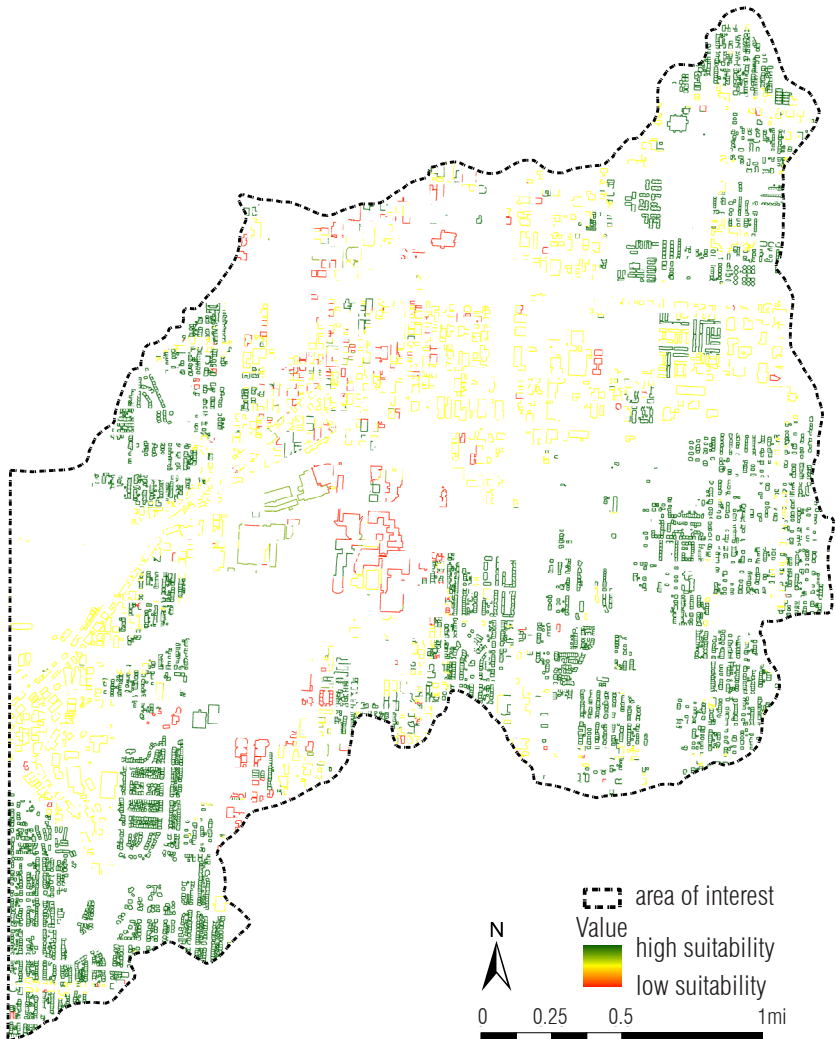 area of interest
Value
high suitability
low suitability
N
0 0.25 0.5 1mi